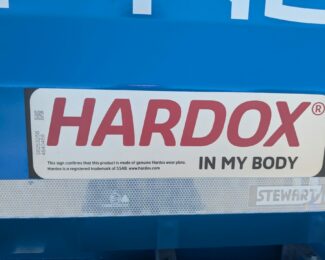 HARDOX®
IN MY BODY
This sign confirms that this product is made of genuine Hardox wear plate.
Hardox is a registered trademark of SSAB. www.hardox.com
STEWART